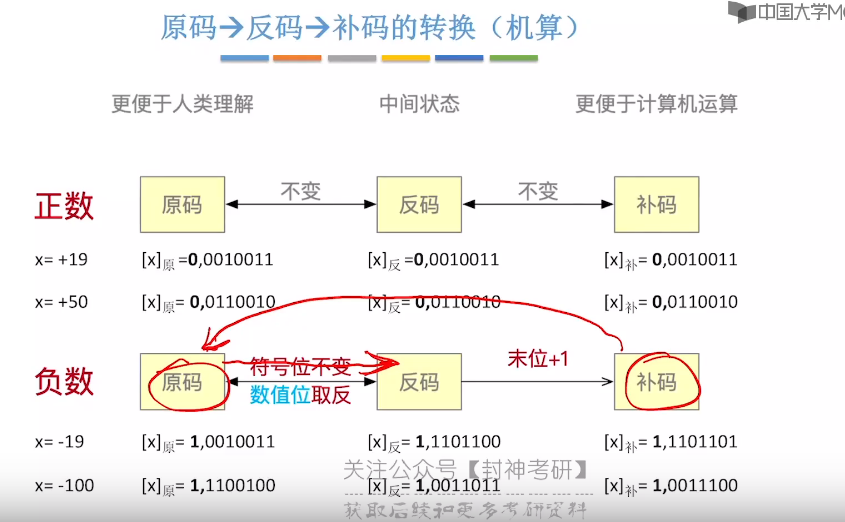 中国大学M
原码→反码→补码的转换（机算）
更便于人类理解 中间状态 更便于计算机运算
正数 原码 不变 反码 不变 补码
x= +19 [x]原 =0,0010011 [x]反 =0,0010011 [x]补= 0,0010011
x= +50 [x]原= 0,0110010 [x]反= 0,0110010 [x]补= 0,0110010
负数 原码 符号位不变 反码 末位+1 补码
数值位取反
x= -19 [x]原= 1,0010011 [x]反= 1,1101100 [x]补= 1,1101101
关注公众号【封神考研】
x= -100 [x]原= 1,1100100 [x]反= 1,0011011 [x]补= 1,0011100
获取后续和更多考研资料